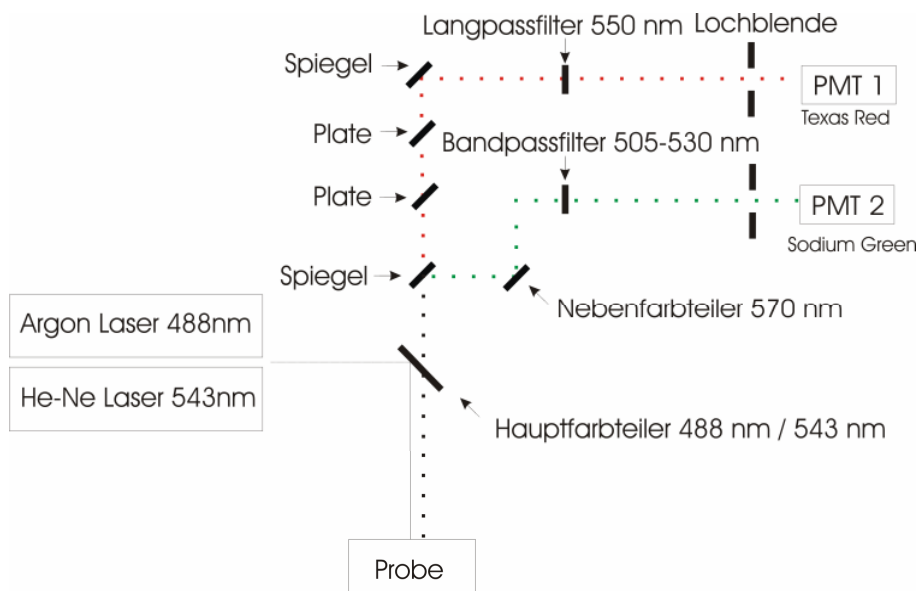 Langpassfilter 550 nm
Lochblende
Spiegel
PMT 1
Texas Red
Plate
Bandpassfilter 505-530 nm
Plate
PMT 2
Sodium Green
Spiegel
Nebenfarbteiler 570 nm
Argon Laser 488nm
He-Ne Laser 543nm
Hauptfarbteiler 488 nm / 543 nm
Probe